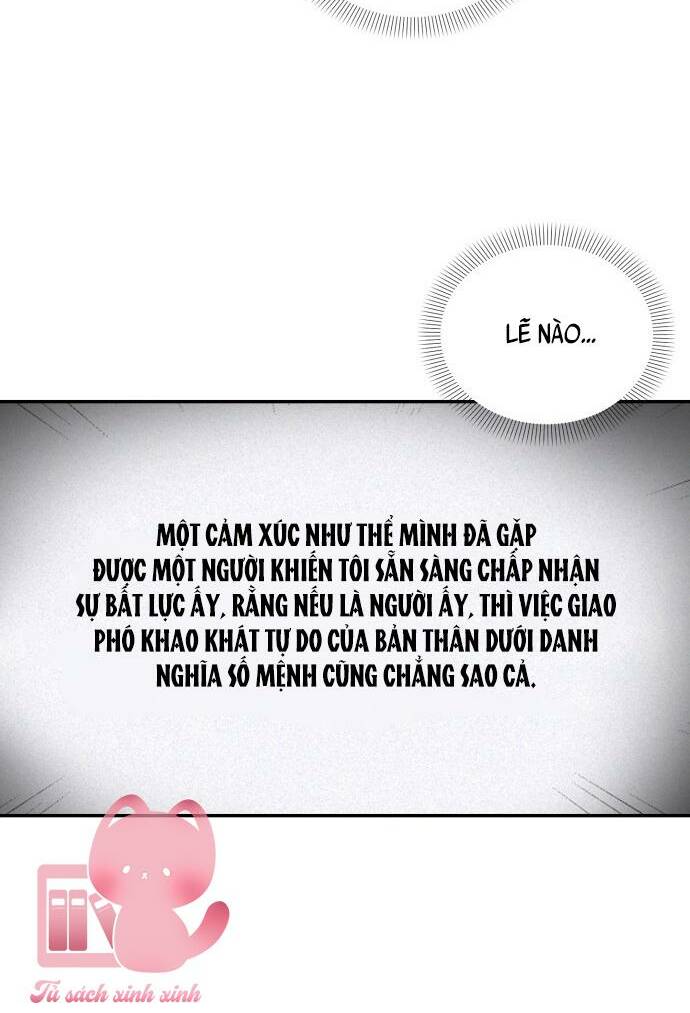 LẼ NÀO...
MỘT CẢM XÚC NHƯ THỂ MÌNH ĐÃ GẶP
ĐƯỢC MỘT NGƯỜI KHIẾN TÔI SẴN SÀNG CHẤP NHẬN
SỰ BẤT LỰC ẤY, RẰNG NẾU LÀ NGƯỜI ẤY, THÌ VIỆC GIAO
PHÓ KHAO KHÁT TỰ DO CỦA BẢN THÂN DƯỚI DANH
NGHĨA SỐ MỆNH CŨNG CHẲNG SAO CẢ.
Tủ sách xinh xinh